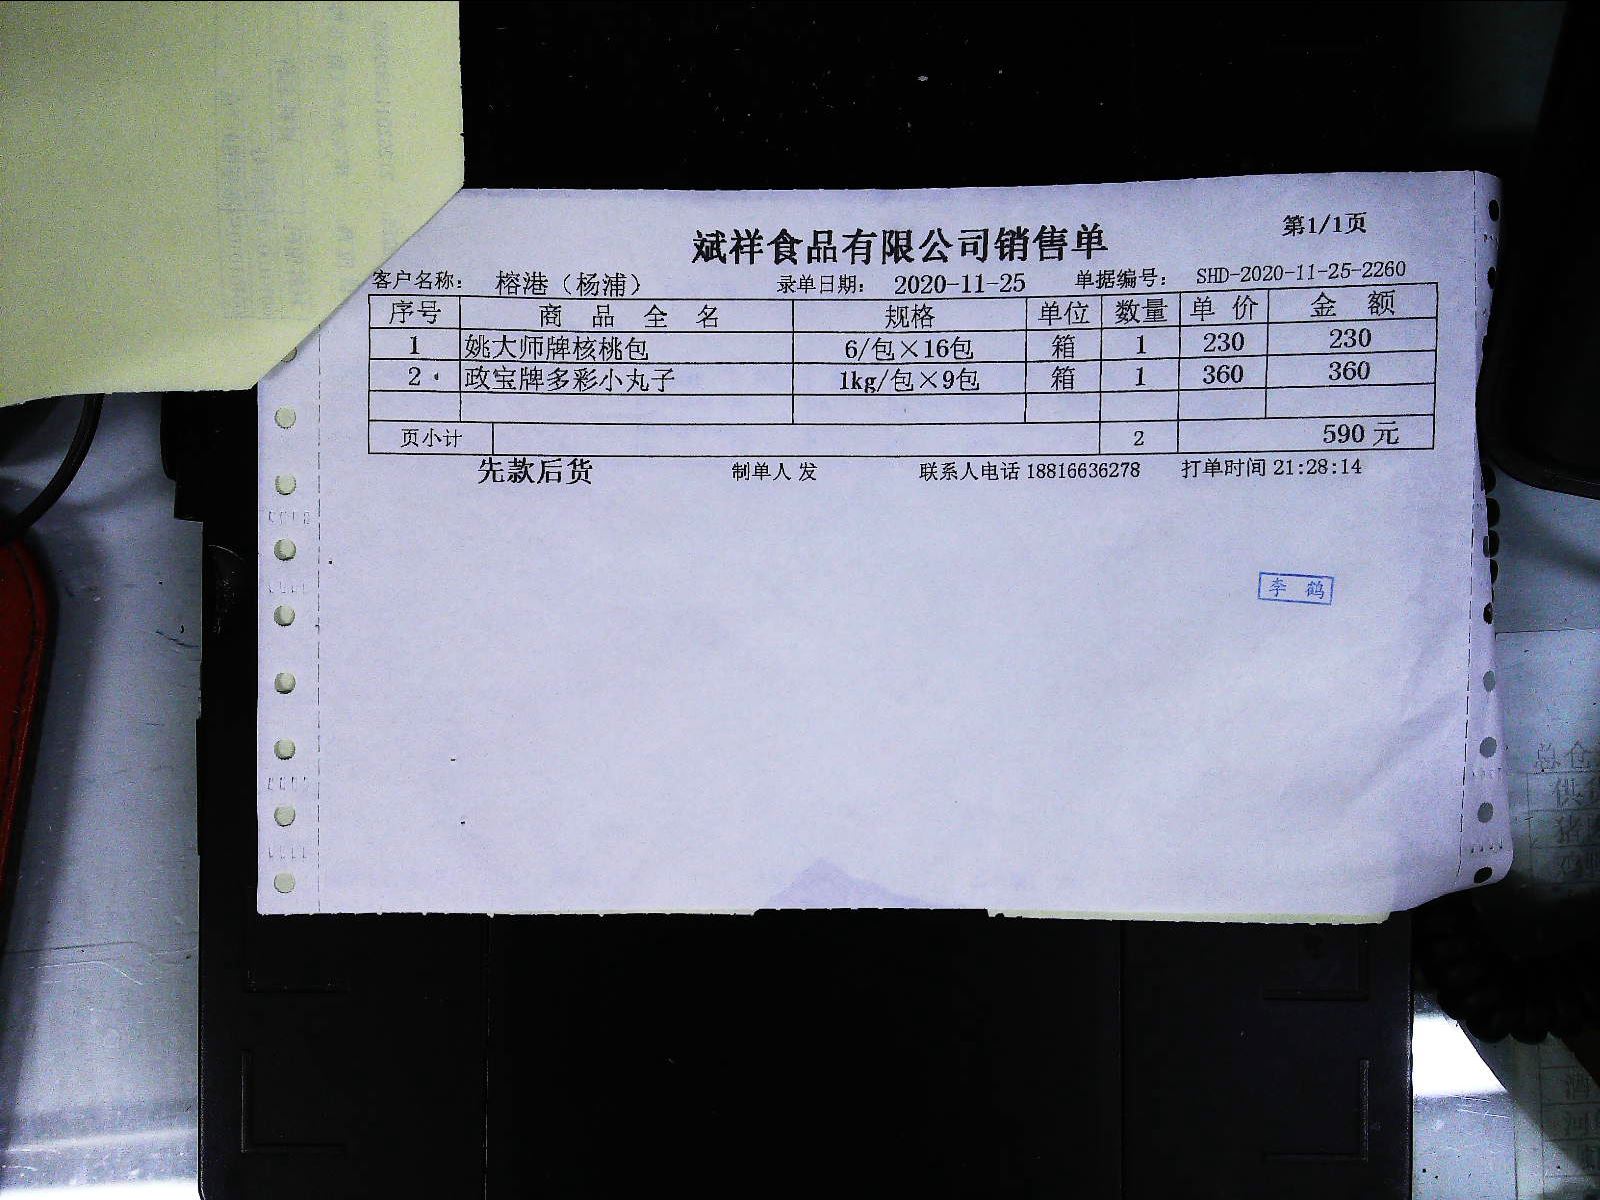 第1/1页
斌祥食品有限公司销售单
客户名称： 榕港（杨浦） 录单日期： 2020-11-25 单据编号： SHD-2020-11-25-2260
序号 商 品 全 名 规格 单位 数量 单 价 金 额
1 姚大师牌核桃包 6/包×16包 箱 1 230 230
2 政宝牌多彩小丸子 1kg/包×9包 箱 1 360 360
页小计 2 590 元
先款后货 制单人 发 联系人电话 18816636278 打单时间 21:28:14
李 鹤
总仓